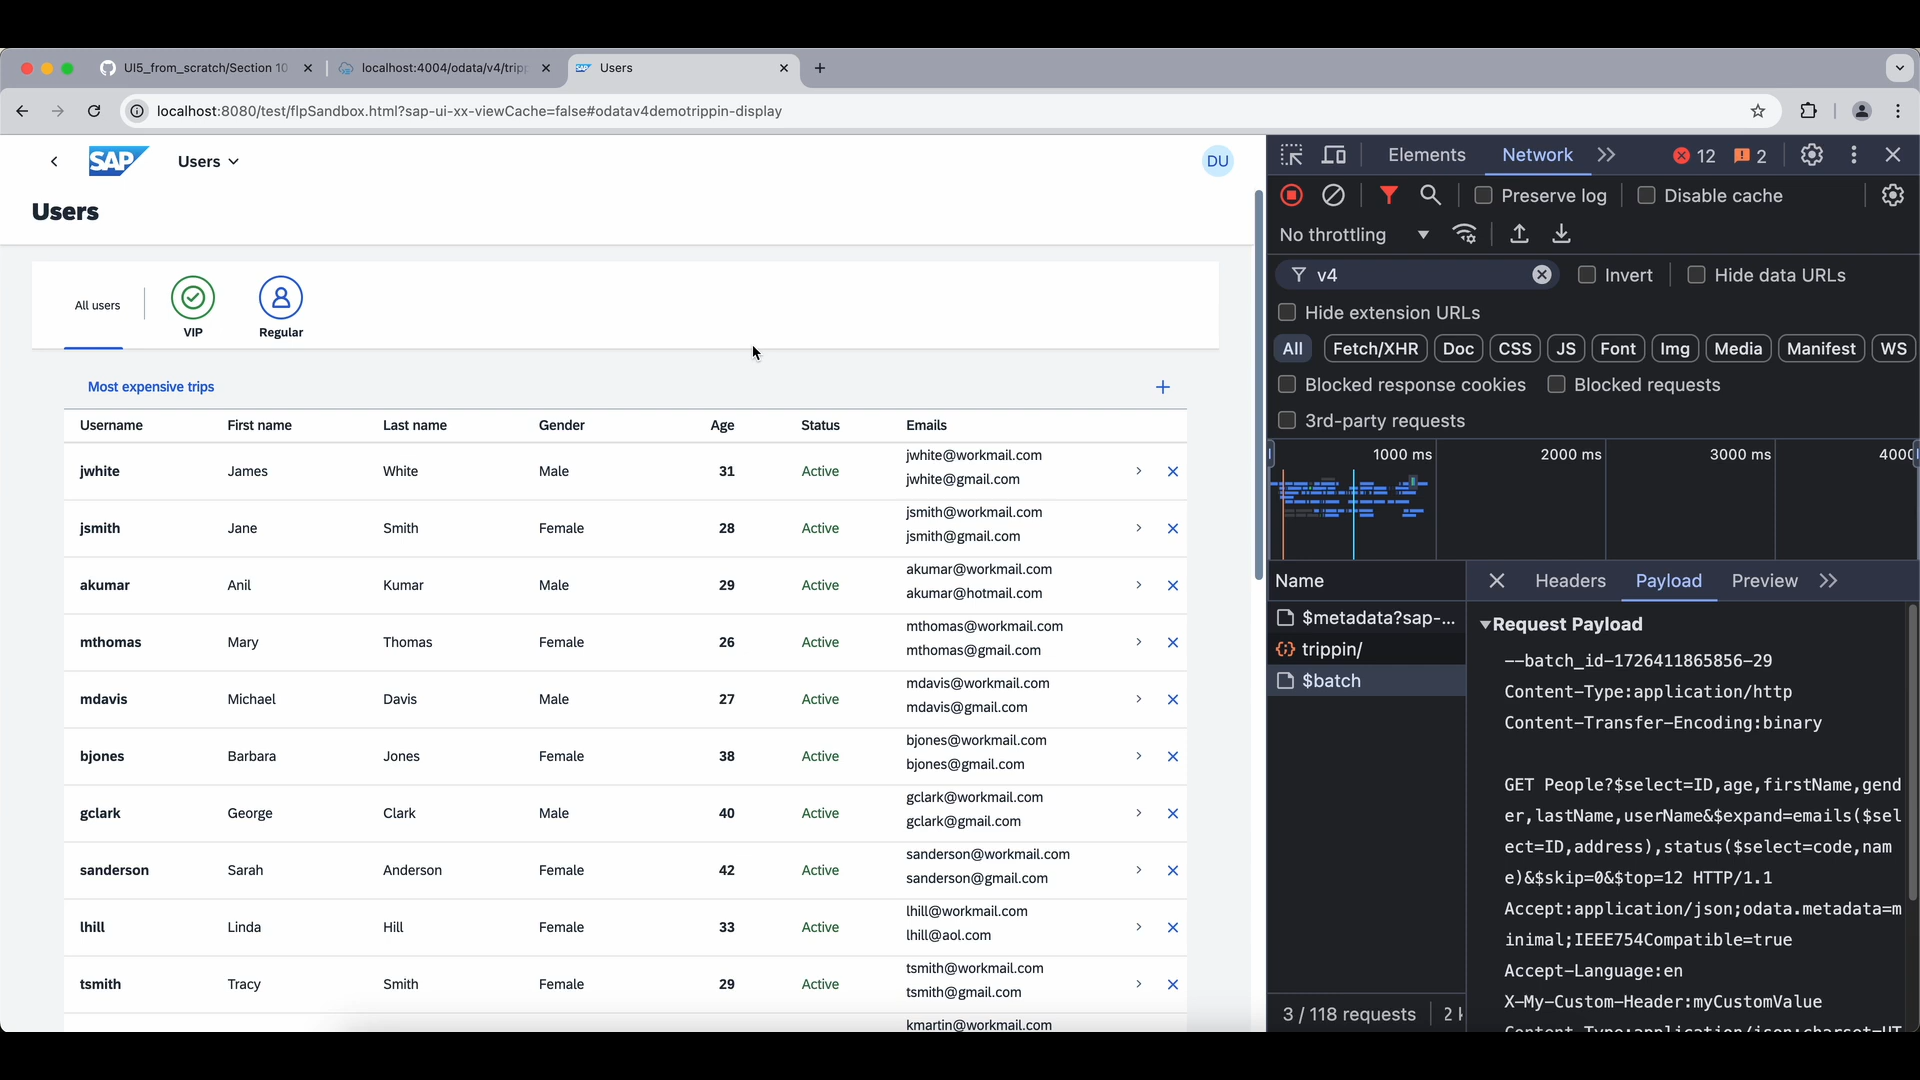 UI5_from_scratch/Section 10
localhost:4004/odata/v4/tripp
SAP Users
localhost:8080/test/flpSandbox.html?sap-ui-xx-viewCache=false#odatav4demotrippin-display
SAP Users DU
Users
All users
VIP
Regular
Most expensive trips
Username First name Last name Gender Age Status Emails
jwhite James White Male 31 Active jwhite@workmail.com
jwhite@gmail.com
jsmith Jane Smith Female 28 Active jsmith@workmail.com
jsmith@gmail.com
akumar Anil Kumar Male 29 Active akumar@workmail.com
akumar@hotmail.com
mthomas Mary Thomas Female 26 Active mthomas@workmail.com
mthomas@gmail.com
mdavis Michael Davis Male 27 Active mdavis@workmail.com
mdavis@gmail.com
bjones Barbara Jones Female 38 Active bjones@workmail.com
bjones@gmail.com
gclark George Clark Male 40 Active gclark@workmail.com
gclark@gmail.com
sanderson Sarah Anderson Female 42 Active sanderson@workmail.com
sanderson@gmail.com
lhill Linda Hill Female 33 Active lhill@workmail.com
lhill@aol.com
tsmith Tracy Smith Female 29 Active tsmith@workmail.com
tsmith@gmail.com
kmartin@workmail.com
Elements Network 12 2
Preserve log Disable cache
No throttling
v4 Invert Hide data URLs
Hide extension URLs
All Fetch/XHR Doc CSS JS Font Img Media Manifest WS
Blocked response cookies Blocked requests
3rd-party requests
1000 ms 2000 ms 3000 ms 4000
Name
$metadata?sap-...
trippin/
$batch
3 / 118 requests 2 k
Headers Payload Preview
Request Payload
--batch_id-1726411865856-29
Content-Type:application/http
Content-Transfer-Encoding:binary
GET People?$select=ID,age,firstName,gend
er,lastName,userName&$expand=emails($sel
ect=ID,address),status($select=code,nam
e)&$skip=0&$top=12 HTTP/1.1
Accept:application/json;odata.metadata=m
inimal;IEEE754Compatible=true
Accept-Language:en
X-My-Custom-Header:myCustomValue
Content-Type:application/json;charset=UT